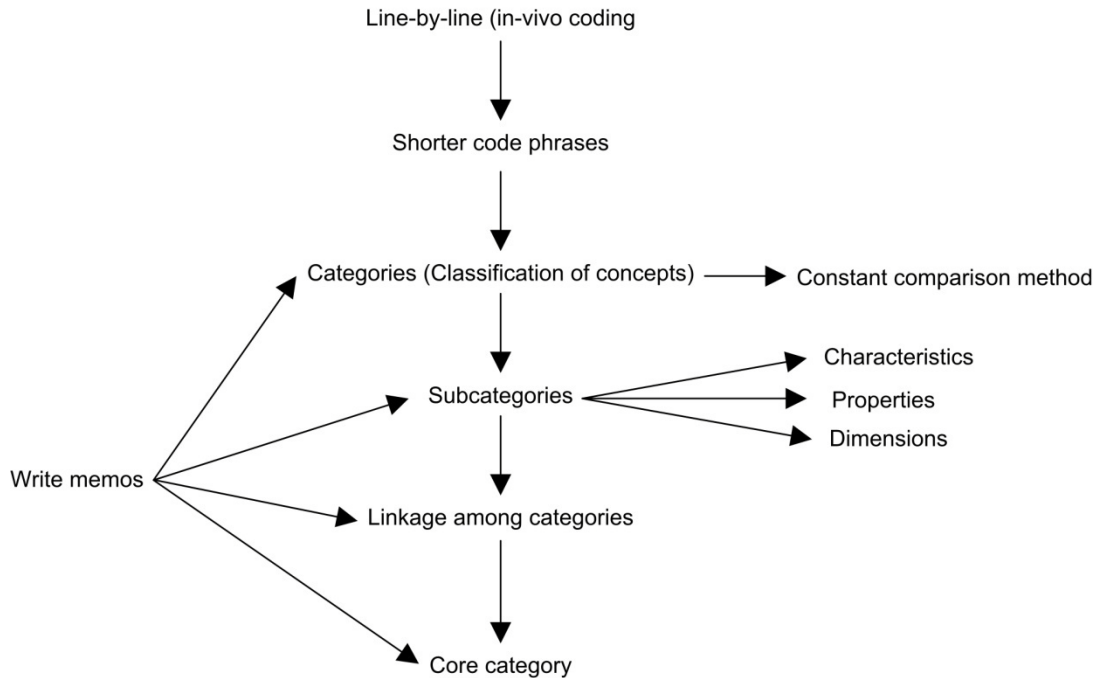 Line-by-line (in-vivo coding
Shorter code phrases
Categories (Classification of concepts)
Constant comparison method
Characteristics
Subcategories
Properties
Dimensions
Write memos
Linkage among categories
Core category